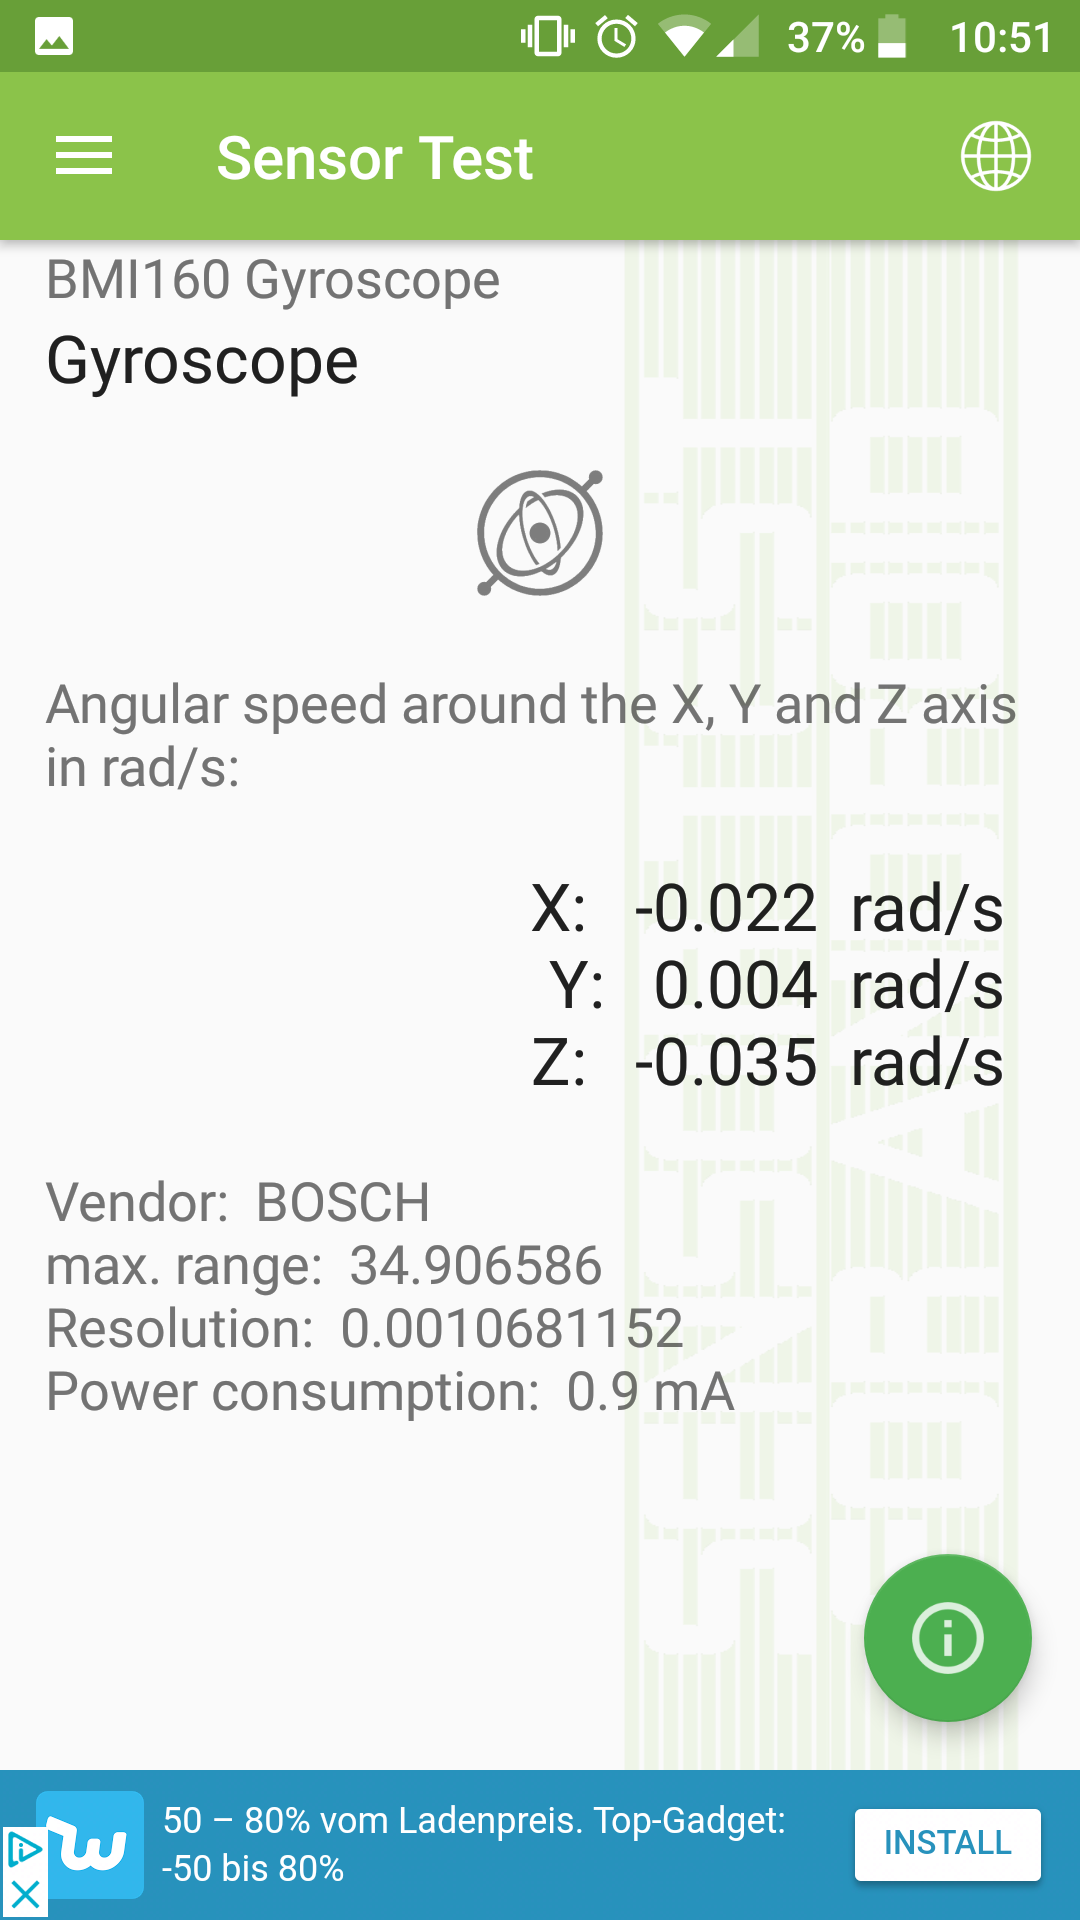 37% 10:51
Sensor Test
BMI160 Gyroscope
Gyroscope
Angular speed around the X, Y and Z axis
in rad/s:
X: -0.022 rad/s
Y: 0.004 rad/s
Z: -0.035 rad/s
Vendor: BOSCH
max. range: 34.906586
Resolution: 0.0010681152
Power consumption: 0.9 mA
50 – 80% vom Ladenpreis. Top-Gadget:
-50 bis 80%
INSTALL